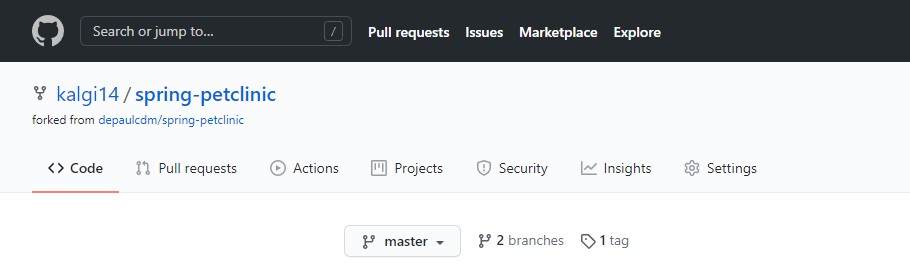 Search or jump to... / Pull requests Issues Marketplace Explore
kalgi14 / spring-petclinic
forked from depaulcdm/spring-petclinic
<> Code Pull requests Actions Projects Security Insights Settings
master 2 branches 1 tag